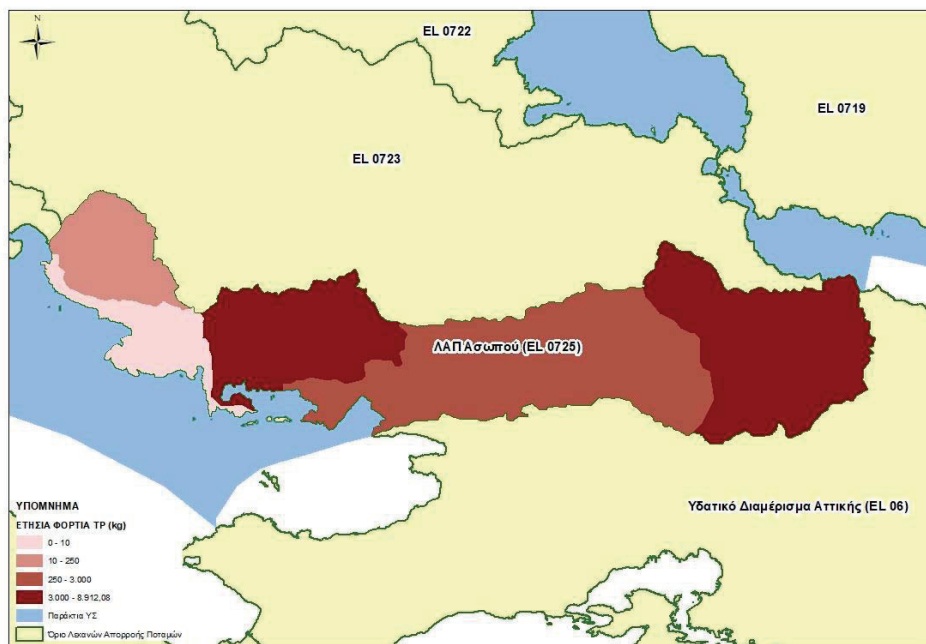 N
EL 0722
EL 0719
EL 0723
ΛΑΠ Ασωπού (EL 0725)
Υδατικό Διαμέρισμα Αττικής (EL 06)
ΥΠΟΜΝΗΜΑ
ΕΤΗΣΙΑ ΦΟΡΤΙΑ TP (kg)
0 - 10
10 - 250
250 - 3.000
3.000 - 8.912,08
Παράκτια ΥΣ
Όριο Λεκανών Απορροής Ποταμών